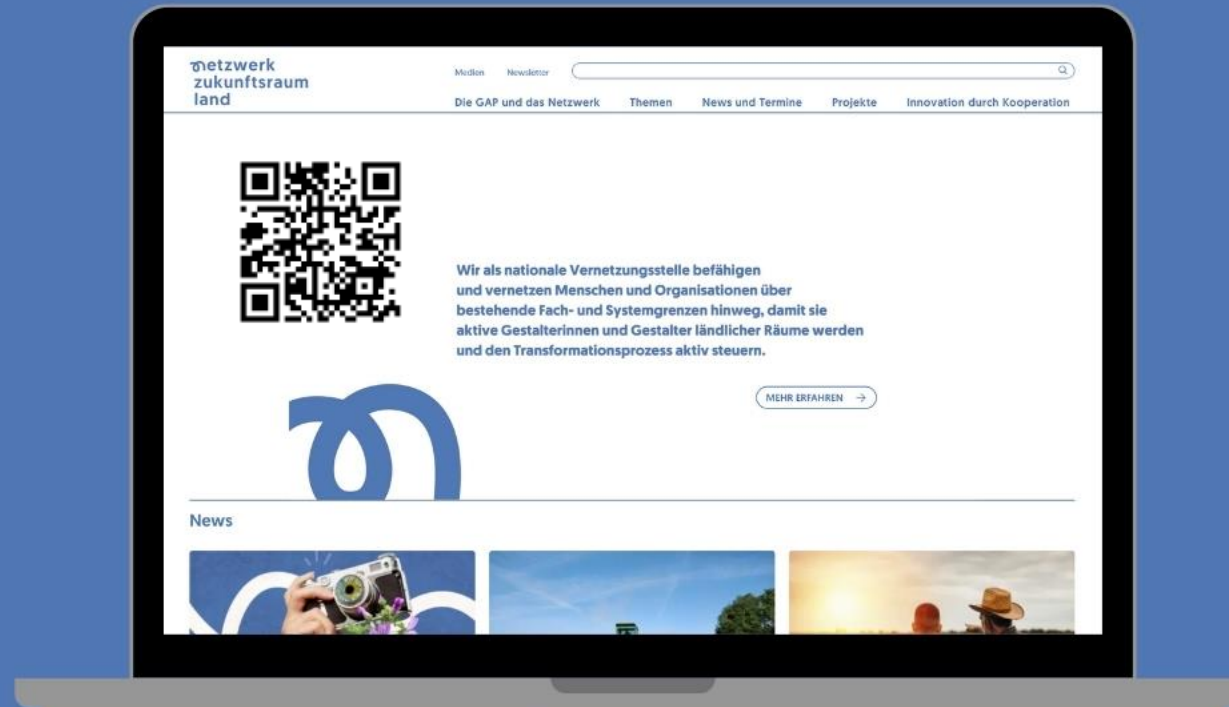 netzwerk
zukunftsraum
land
Medien Newsletter
Die GAP und das Netzwerk Themen News und Termine Projekte Innovation durch Kooperation
Wir als nationale Vernetzungsstelle befähigen
und vernetzen Menschen und Organisationen über
bestehende Fach- und Systemgrenzen hinweg, damit sie
aktive Gestalterinnen und Gestalter ländlicher Räume werden
und den Transformationsprozess aktiv steuern.
MEHR ERFAHREN →
News